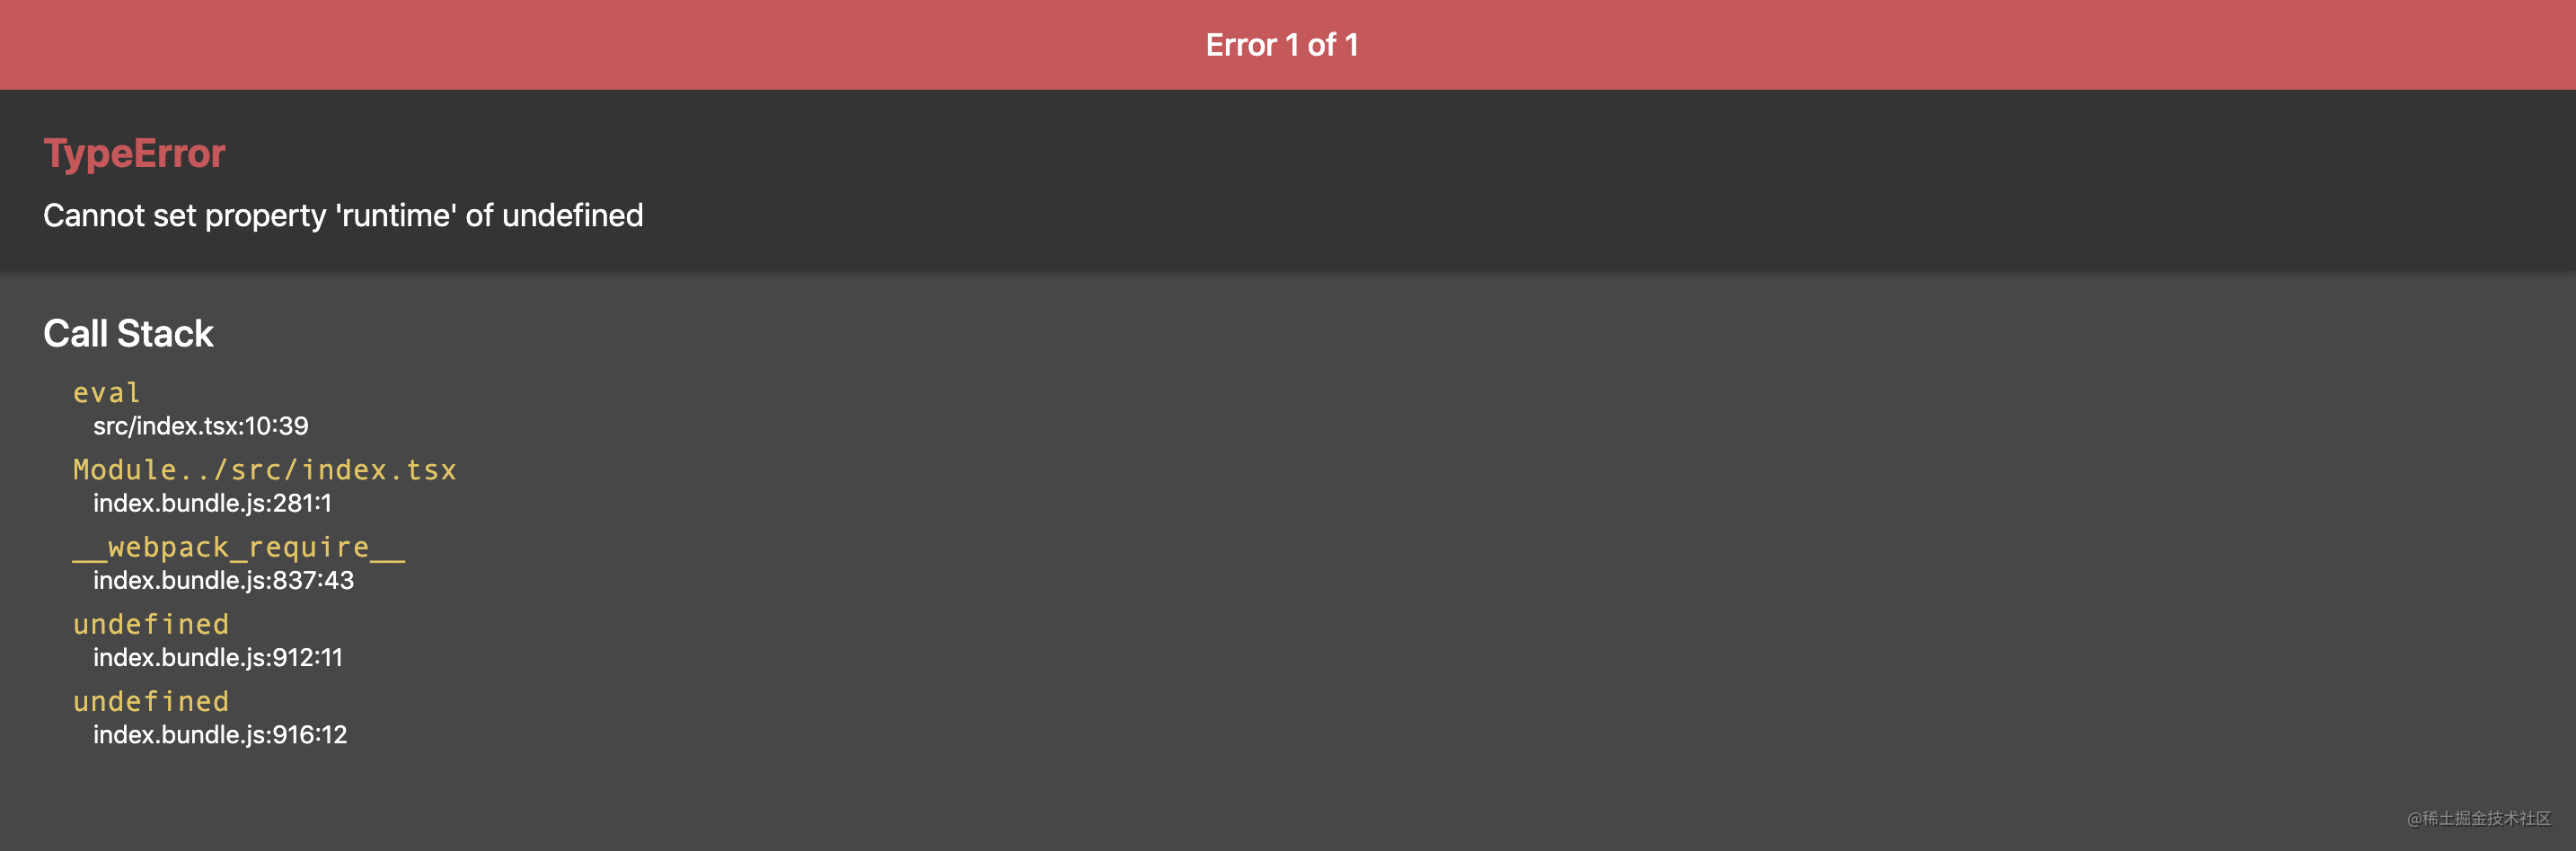 Error 1 of 1
TypeError
Cannot set property 'runtime' of undefined
Call Stack
eval
src/index.tsx:10:39
Module../src/index.tsx
index.bundle.js:281:1
__webpack_require__
index.bundle.js:837:43
undefined
index.bundle.js:912:11
undefined
index.bundle.js:916:12
@稀土掘金技术社区